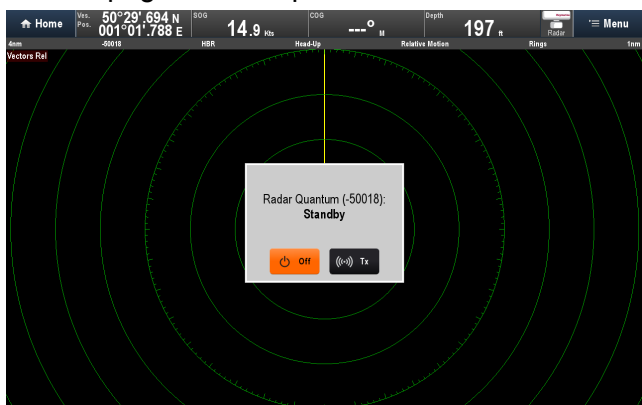 Home
Ves. Pos. 50°29'.694 N
001°01'.788 E
SOG 14.9 Kts
COG ---° M
Depth 197 ft
Radar
Menu
4nm -50018 HBR Head-Up Relative Motion Rings 1nm
Vectors Rel
Radar Quantum (-50018):
Standby
Off Tx